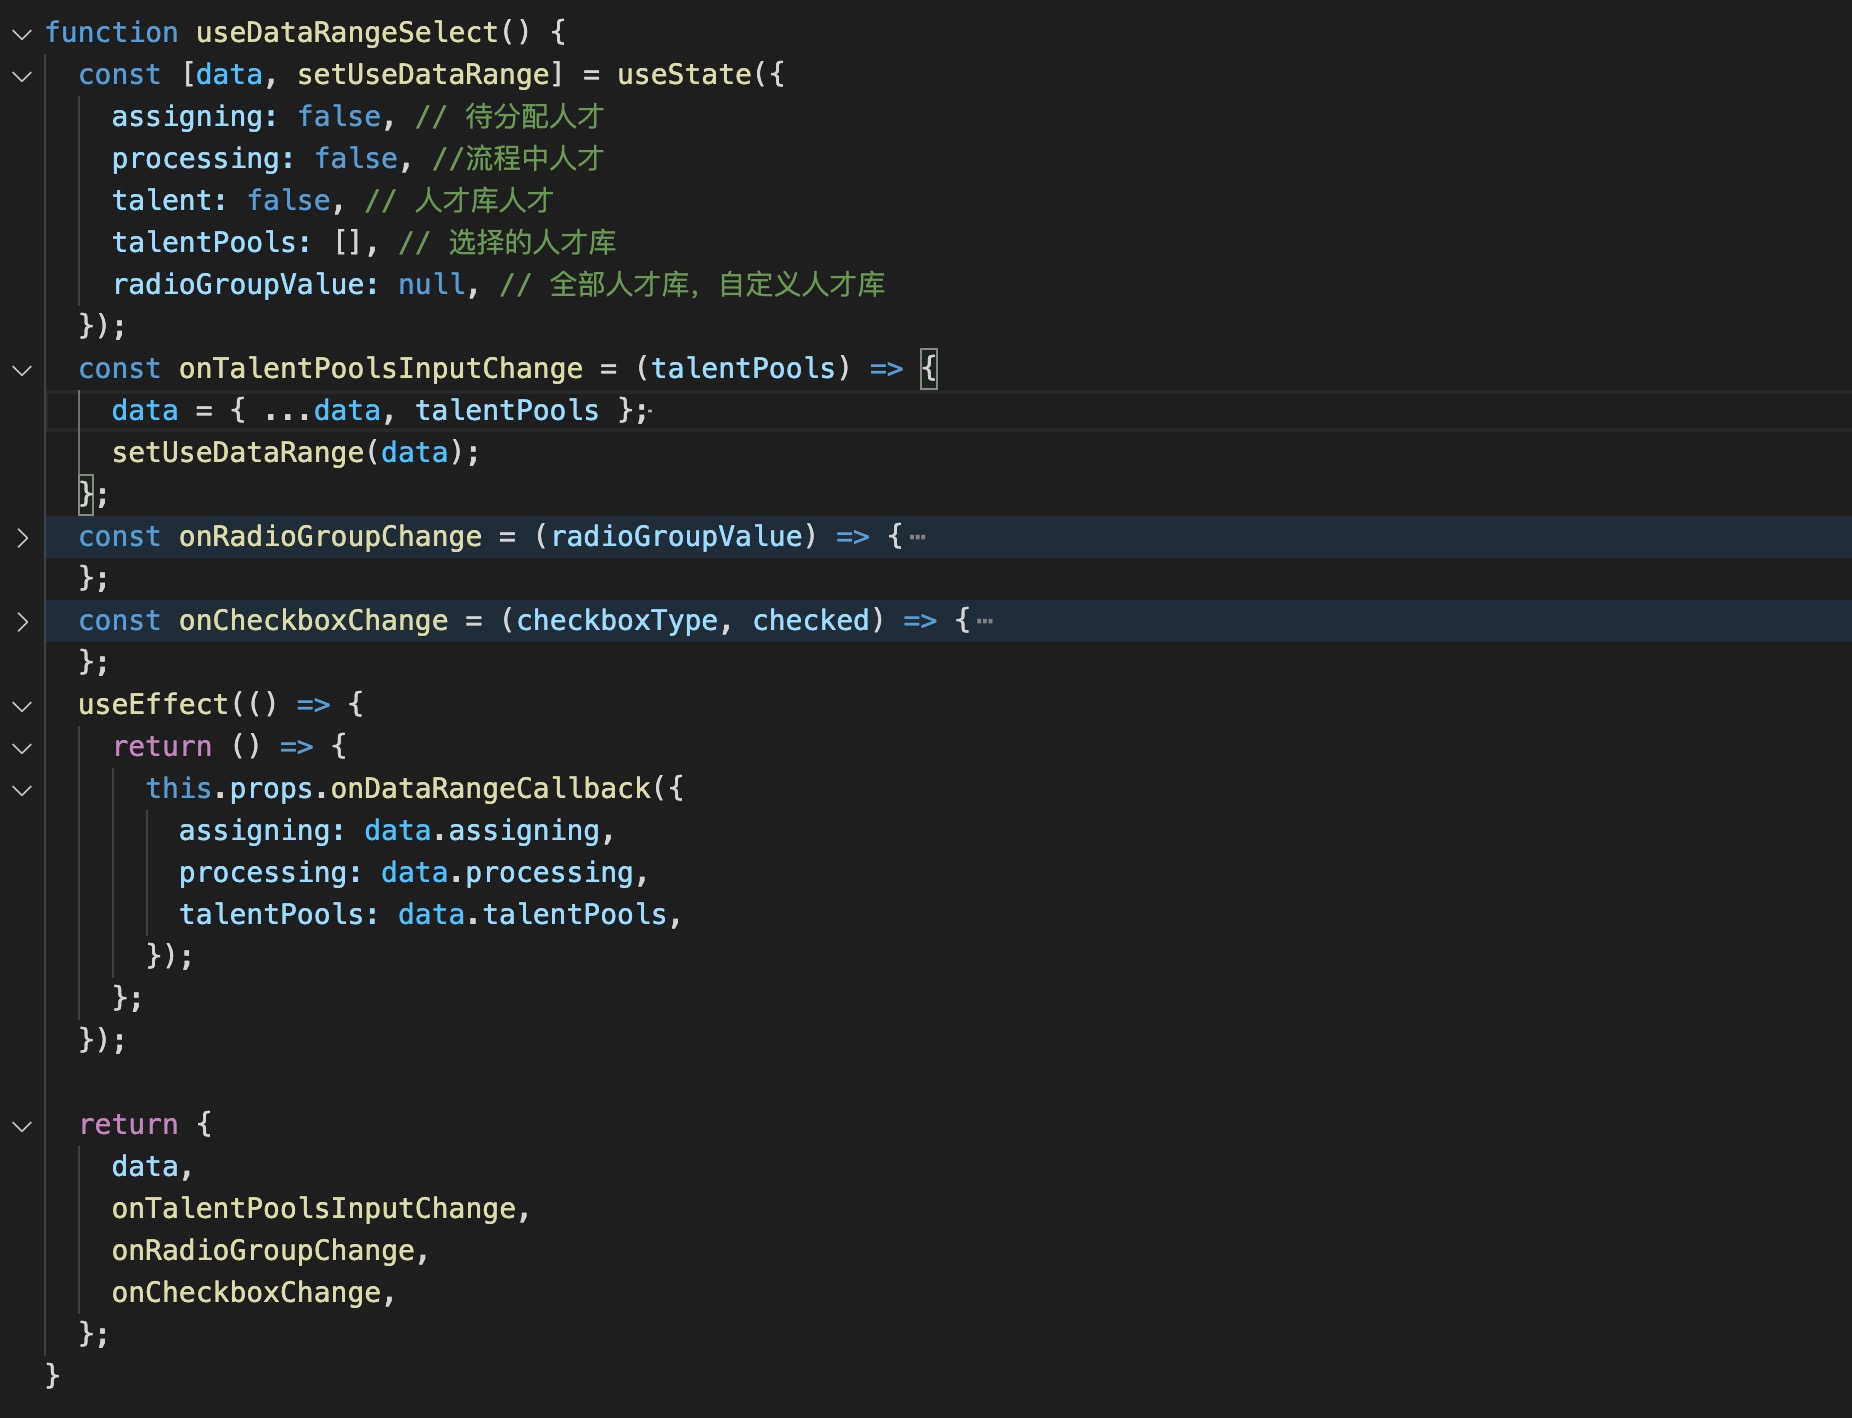 function useDataRangeSelect() {
  const [data, setUseDataRange] = useState({
    assigning: false, // 待分配人才
    processing: false, //流程中人才
    talent: false, // 人才库人才
    talentPools: [], // 选择的人才库
    radioGroupValue: null, // 全部人才库，自定义人才库
  });
  const onTalentPoolsInputChange = (talentPools) => {
    data = { ...data, talentPools };
    setUseDataRange(data);
  };
  const onRadioGroupChange = (radioGroupValue) => {⋯
  };
  const onCheckboxChange = (checkboxType, checked) => {⋯
  };
  useEffect(() => {
    return () => {
      this.props.onDataRangeCallback({
        assigning: data.assigning,
        processing: data.processing,
        talentPools: data.talentPools,
      });
    };
  });
  return {
    data,
    onTalentPoolsInputChange,
    onRadioGroupChange,
    onCheckboxChange,
  };
}